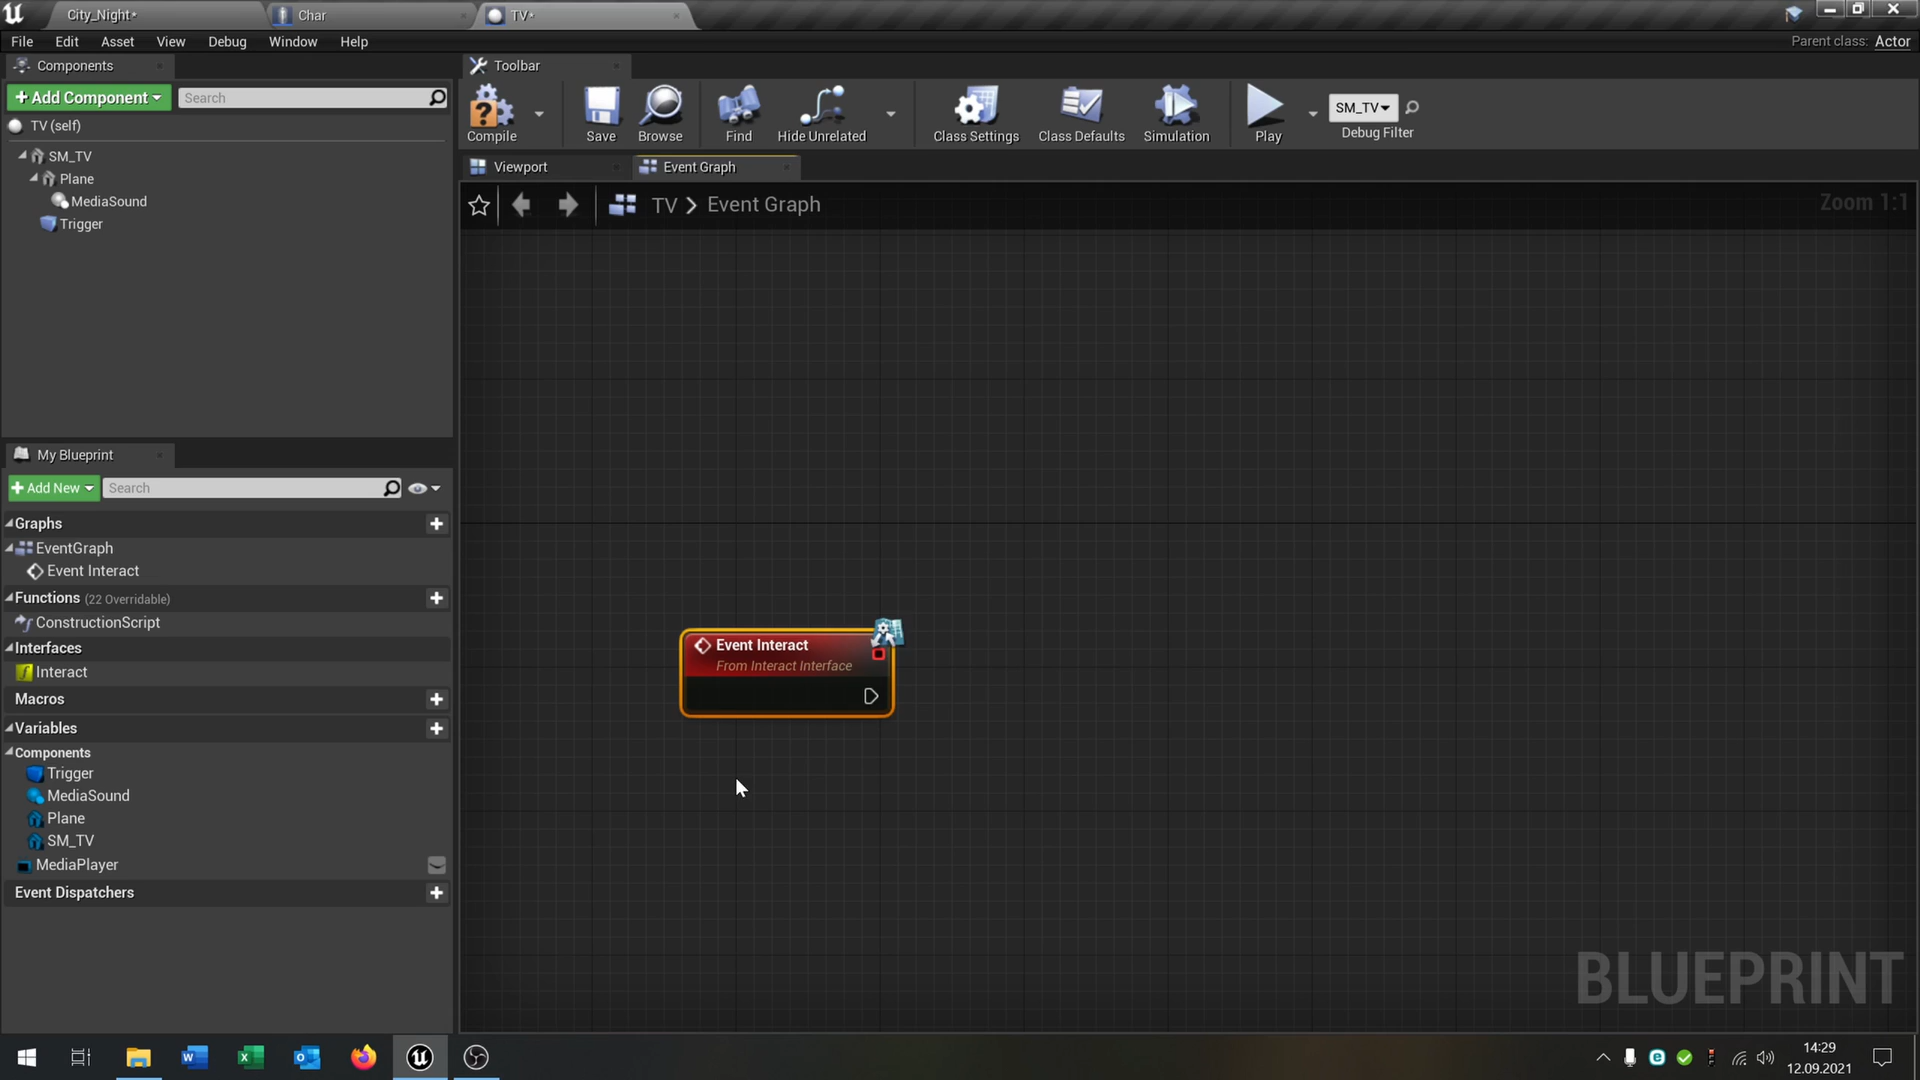 City_Night*
Char
TV*
File
Edit
Asset
View
Debug
Window
Help
Parent class: Actor
Components
Toolbar
+ Add Component
Search
TV (self)
SM_TV
Plane
MediaSound
Trigger
Compile
Save
Browse
Find
Hide Unrelated
Class Settings
Class Defaults
Simulation
Play
SM_TV
Debug Filter
Viewport
Event Graph
TV > Event Graph
Zoom 1:1
My Blueprint
+ Add New
Search
Graphs
EventGraph
Event Interact
Functions (22 Overridable)
ConstructionScript
Interfaces
Interact
Macros
Variables
Components
Trigger
MediaSound
Plane
SM_TV
MediaPlayer
Event Dispatchers
Event Interact
From Interact Interface
BLUEPRINT
14:29
12.09.2021